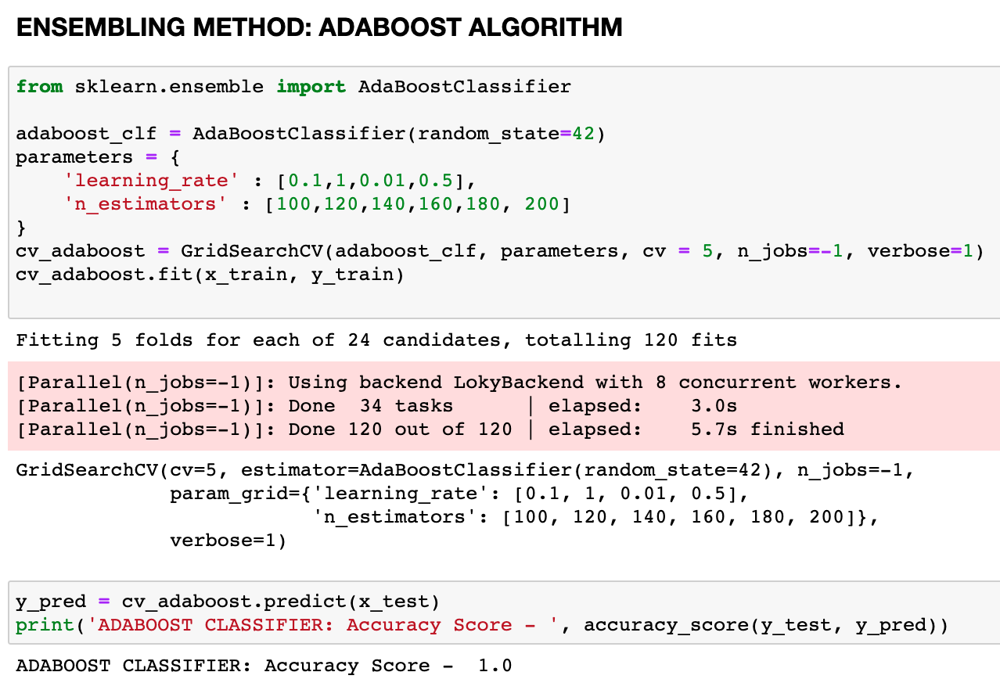 ENSEMBLING METHOD: ADABOOST ALGORITHM
from sklearn.ensemble import AdaBoostClassifier
adaboost_clf = AdaBoostClassifier(random_state=42)
parameters = {
    'learning_rate' : [0.1,1,0.01,0.5],
    'n_estimators' : [100,120,140,160,180, 200]
}
cv_adaboost = GridSearchCV(adaboost_clf, parameters, cv = 5, n_jobs=-1, verbose=1)
cv_adaboost.fit(x_train, y_train)
Fitting 5 folds for each of 24 candidates, totalling 120 fits
[Parallel(n_jobs=-1)]: Using backend LokyBackend with 8 concurrent workers.
[Parallel(n_jobs=-1)]: Done  34 tasks      | elapsed:    3.0s
[Parallel(n_jobs=-1)]: Done 120 out of 120 | elapsed:    5.7s finished
GridSearchCV(cv=5, estimator=AdaBoostClassifier(random_state=42), n_jobs=-1,
             param_grid={'learning_rate': [0.1, 1, 0.01, 0.5],
                         'n_estimators': [100, 120, 140, 160, 180, 200]},
             verbose=1)
y_pred = cv_adaboost.predict(x_test)
print('ADABOOST CLASSIFIER: Accuracy Score - ', accuracy_score(y_test, y_pred))
ADABOOST CLASSIFIER: Accuracy Score -  1.0